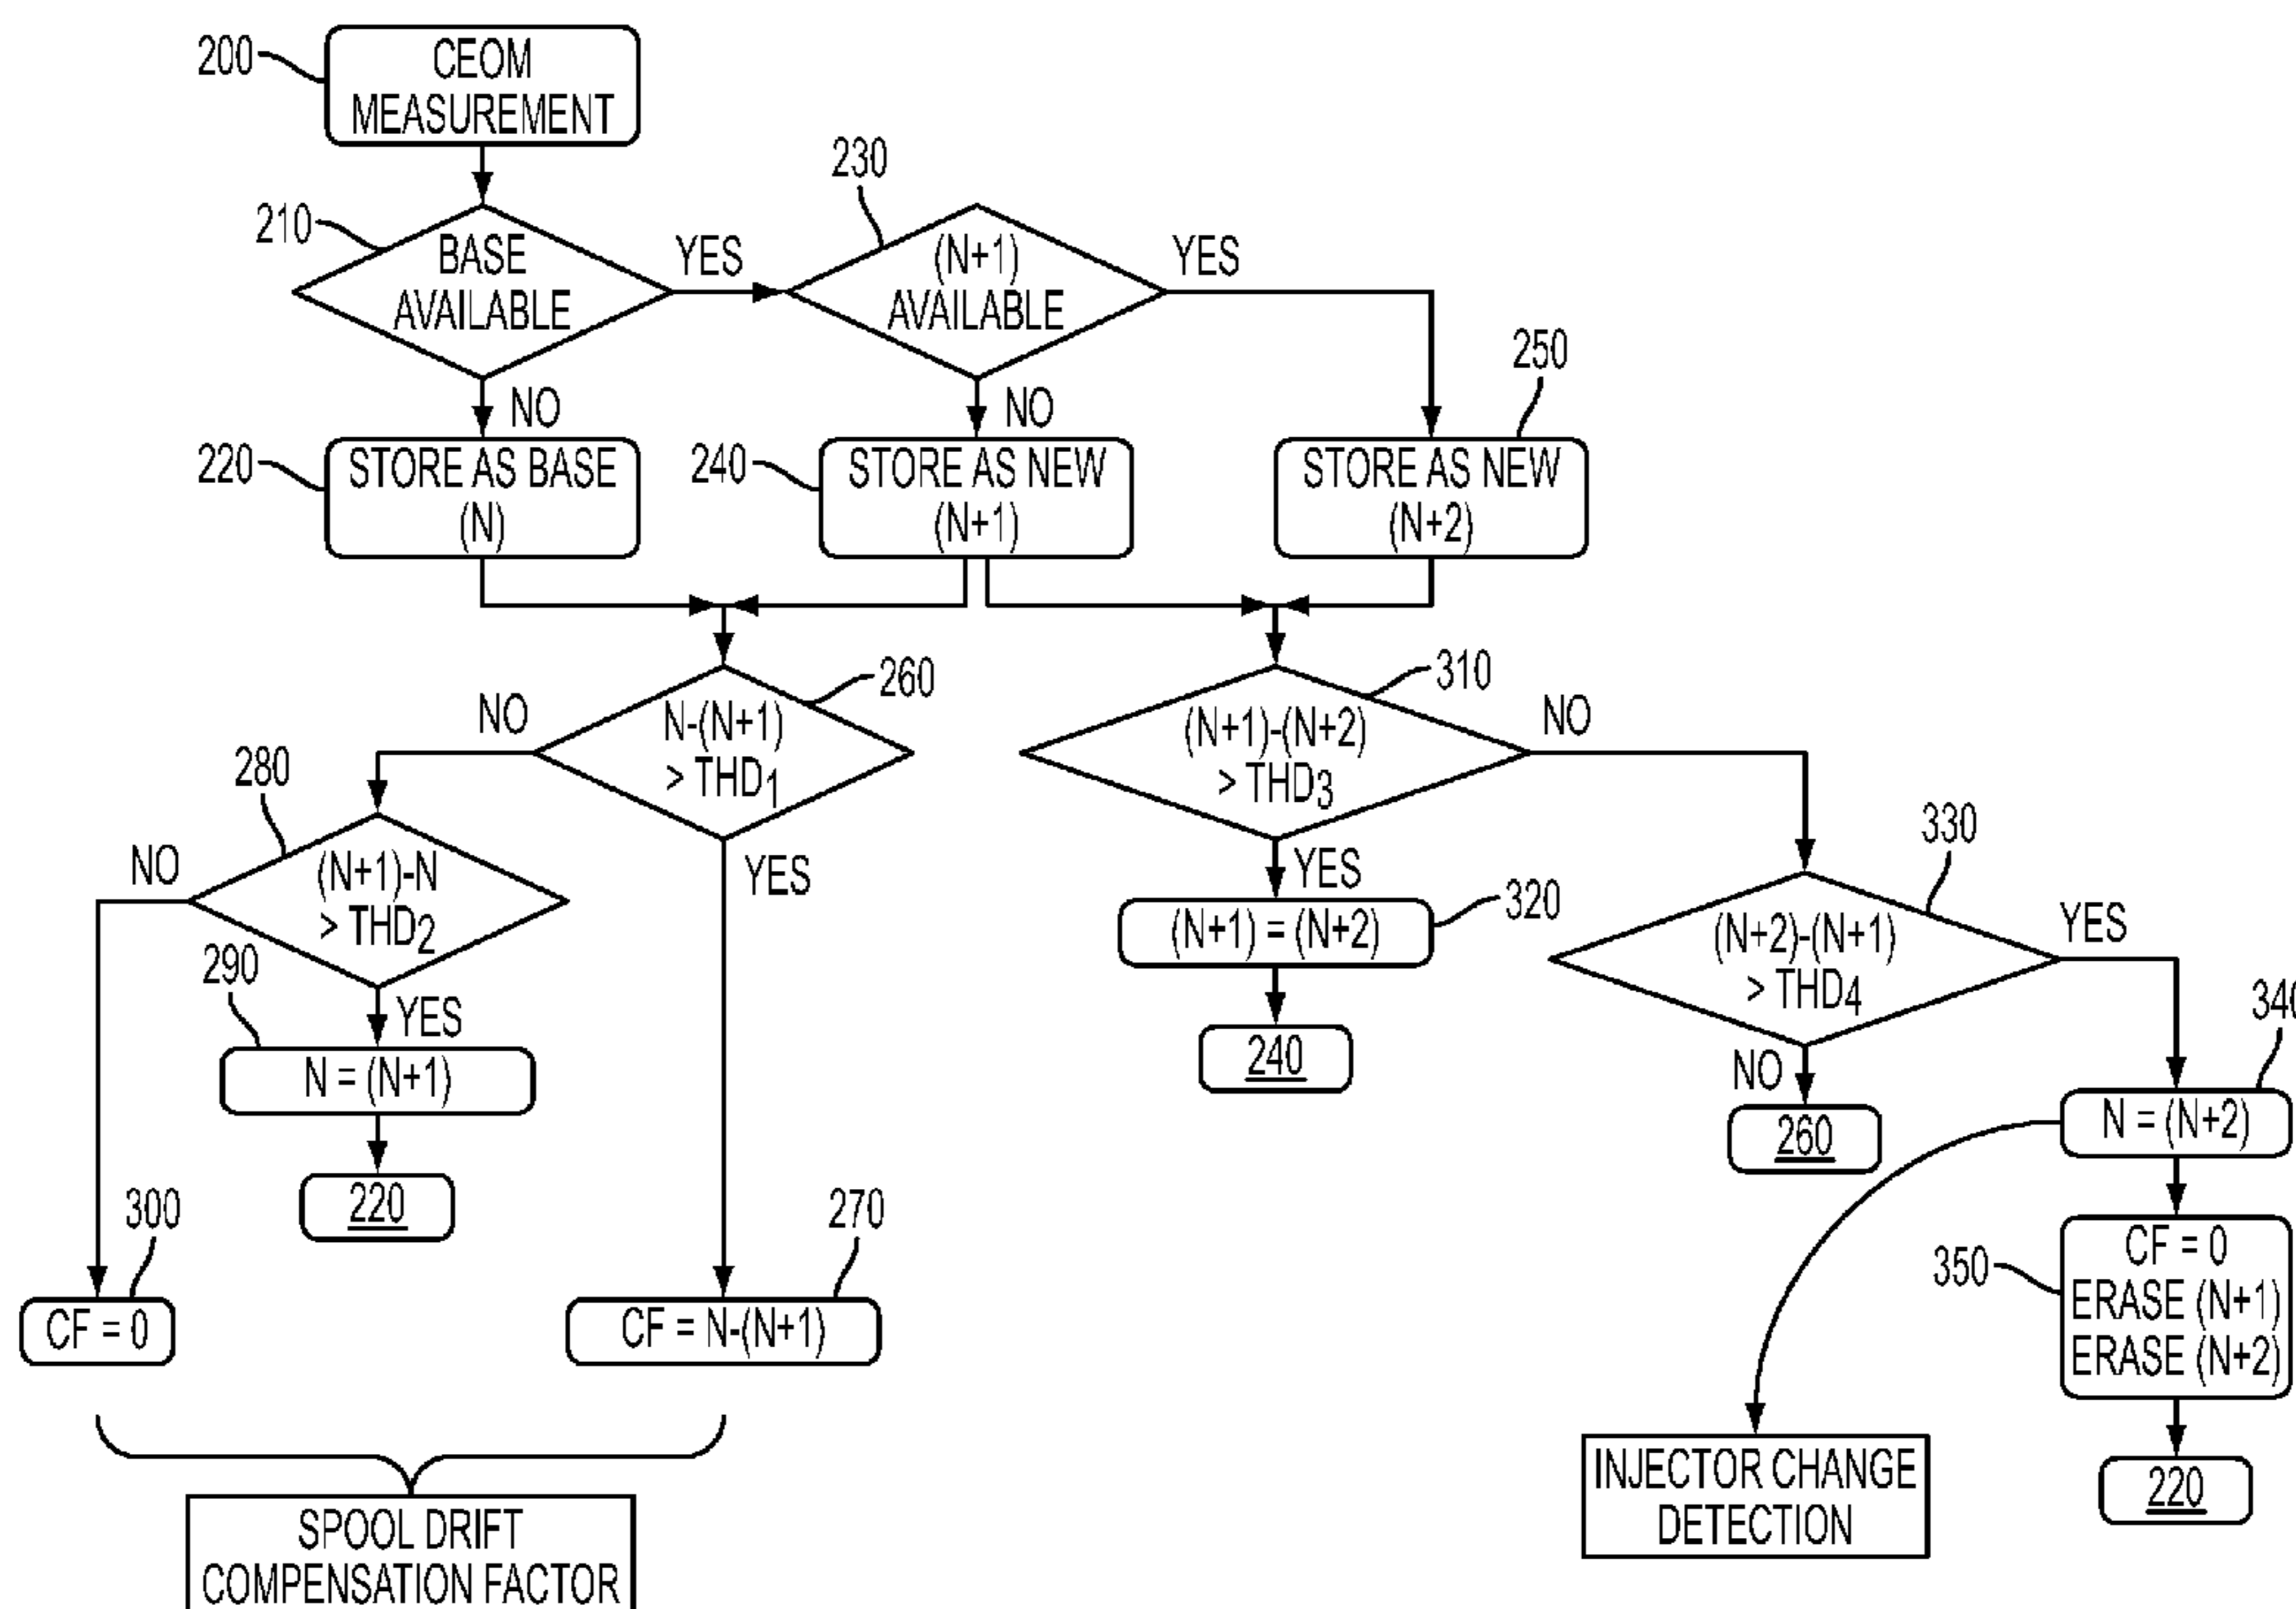 200
CEOM
MEASUREMENT
230
210
BASE
AVAILABLE
YES
(N+1)
AVAILABLE
YES
250
NO
NO
220
STORE AS BASE
(N)
240
STORE AS NEW
(N+1)
STORE AS NEW
(N+2)
260
310
NO
N-(N+1)
> THD1
(N+1)-(N+2)
> THD3
NO
280
330
NO
(N+1)-N
> THD2
YES
YES
320
(N+1) = (N+2)
(N+2)-(N+1)
> THD4
YES
290
YES
340
N = (N+1)
240
NO
N = (N+2)
260
220
300
270
350
CF = 0
ERASE (N+1)
ERASE (N+2)
CF = 0
CF = N-(N+1)
INJECTOR CHANGE
DETECTION
220
SPOOL DRIFT
COMPENSATION FACTOR